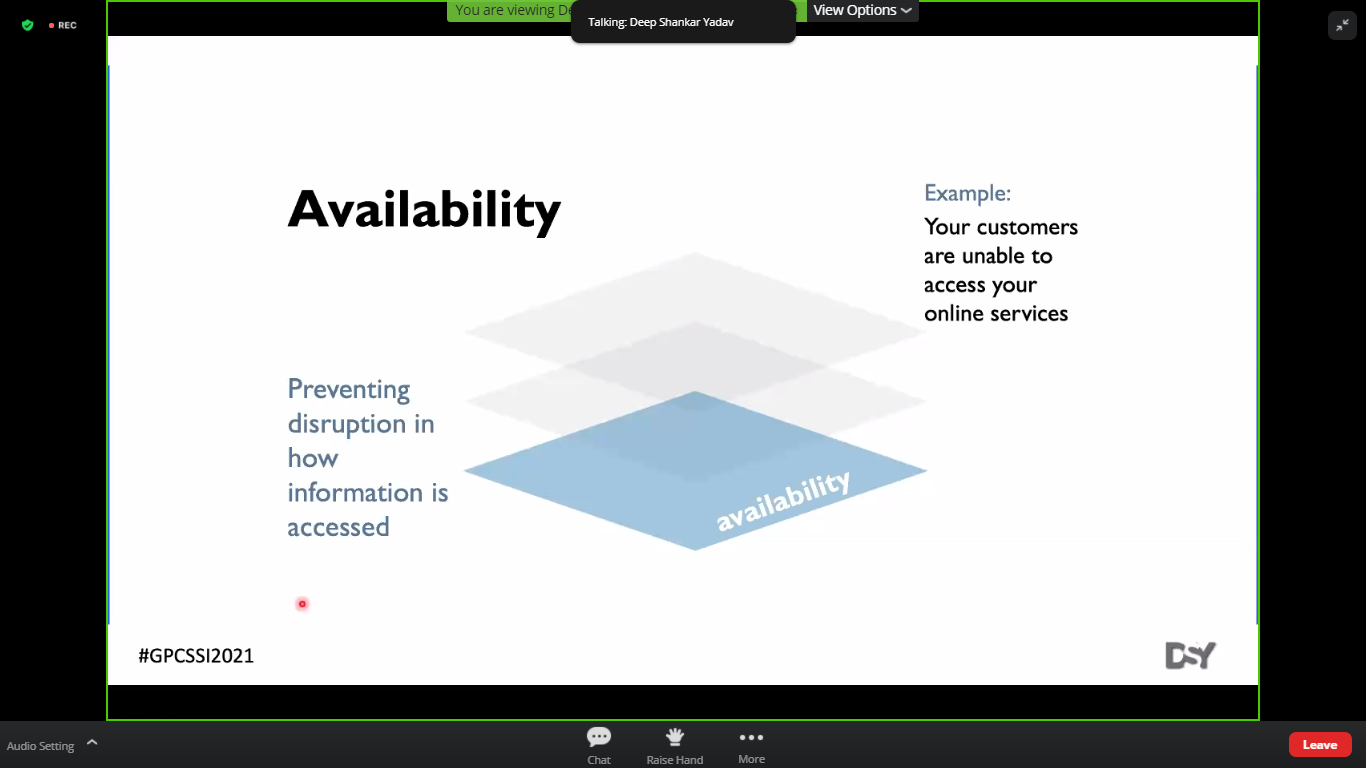 REC
You are viewing De
Talking: Deep Shankar Yadav
View Options
Availability
Example:
Your customers
are unable to
access your
online services
Preventing
disruption in
how
information is
accessed
availability
#GPCSSI2021
DSY
Audio Setting
Chat
Raise Hand
More
Leave